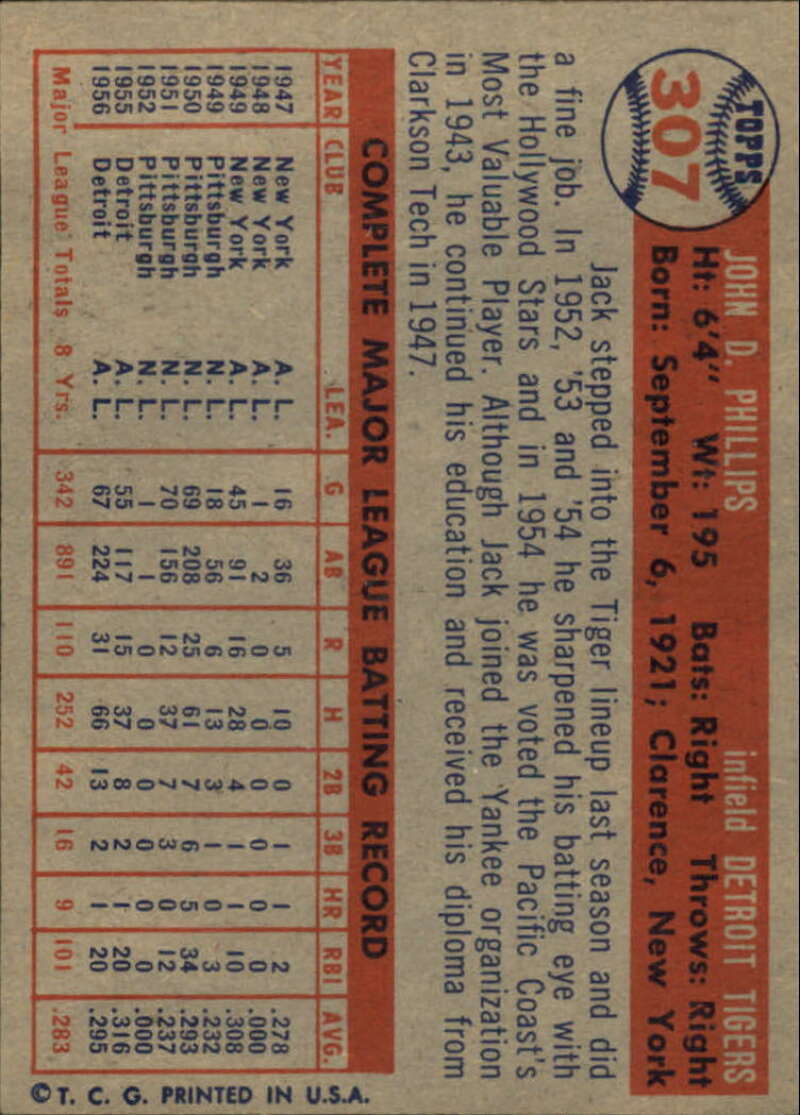 TOPPS
307
JOHN D. PHILLIPS infield DETROIT TIGERS
Ht: 6'4" Wt: 195 Bats: Right Throws: Right
Born: September 6, 1921; Clarence, New York
Jack stepped into the Tiger lineup last season and did
a fine job. In 1952, '53 and '54 he sharpened his batting eye with
the Hollywood Stars and in 1954 he was voted the Pacific Coast's
Most Valuable Player. Although Jack joined the Yankee organization
in 1943, he continued his education and received his diploma from
Clarkson Tech in 1947.
COMPLETE MAJOR LEAGUE BATTING RECORD
YEAR CLUB LEA. G AB R H 2B 3B HR RBI AVG.
1947 New York A. L. 16 36 5 10 0 1 1 2 .278
1948 New York A. L. 1 2 0 0 0 0 0 0 .000
1949 New York A. L. 45 91 16 28 4 1 1 10 .308
1949 Pittsburgh N. L. 18 56 6 13 3 1 0 3 .232
1950 Pittsburgh N. L. 69 208 25 61 7 6 5 34 .293
1951 Pittsburgh N. L. 70 156 12 37 7 3 0 12 .237
1952 Pittsburgh N. L. 1 1 0 0 0 0 0 0 .000
1955 Detroit A. L. 55 117 15 37 8 2 1 20 .316
1956 Detroit A. L. 67 224 31 66 13 2 1 20 .295
Major League Totals 8 Yrs. 342 891 110 252 42 16 9 101 .283
©T. C. G. PRINTED IN U.S.A.